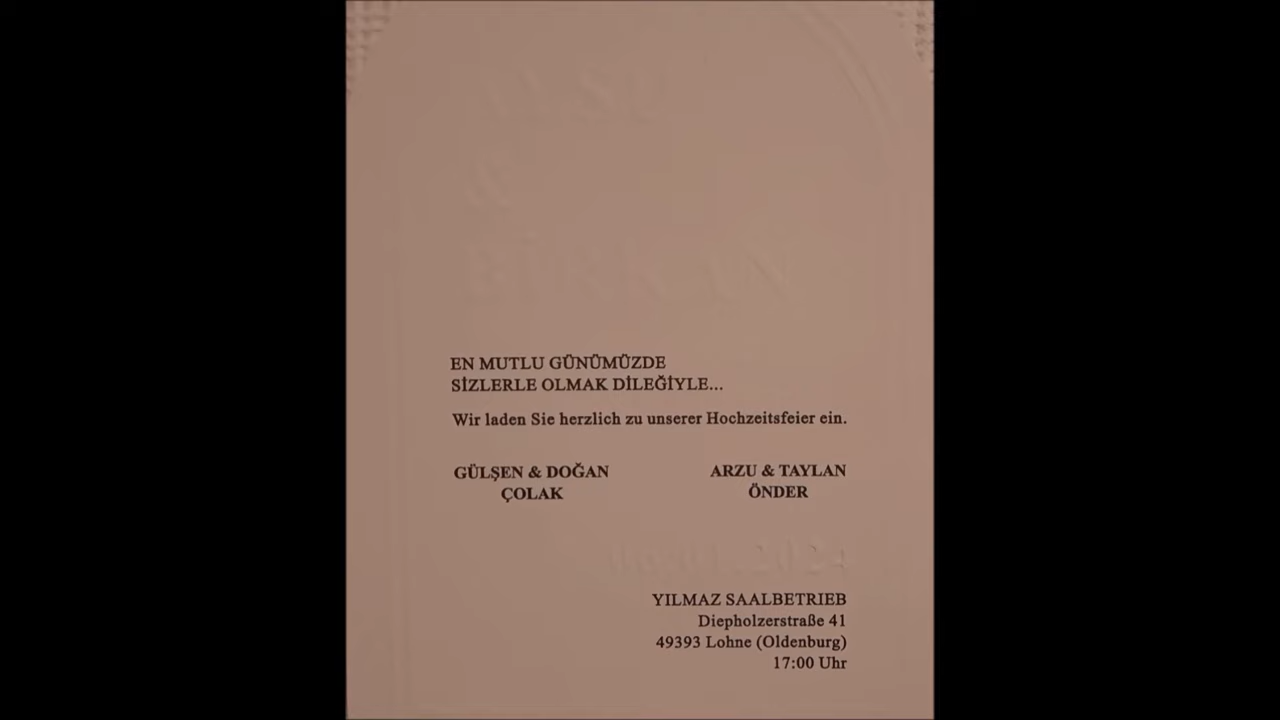 EN MUTLU GÜNÜMÜZDE
SİZLERLE OLMAK DİLEĞİYLE...
Wir laden Sie herzlich zu unserer Hochzeitsfeier ein.
GÜLŞEN & DOĞAN
ÇOLAK
ARZU & TAYLAN
ÖNDER
YILMAZ SAALBETRIEB
Diepholzerstraße 41
49393 Lohne (Oldenburg)
17:00 Uhr